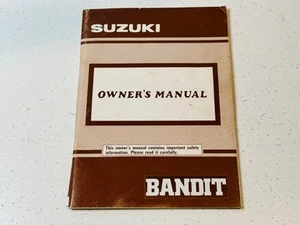 SUZUKI
OWNER'S MANUAL
This owner's manual contains important safety
information. Please read it carefully.
BANDIT